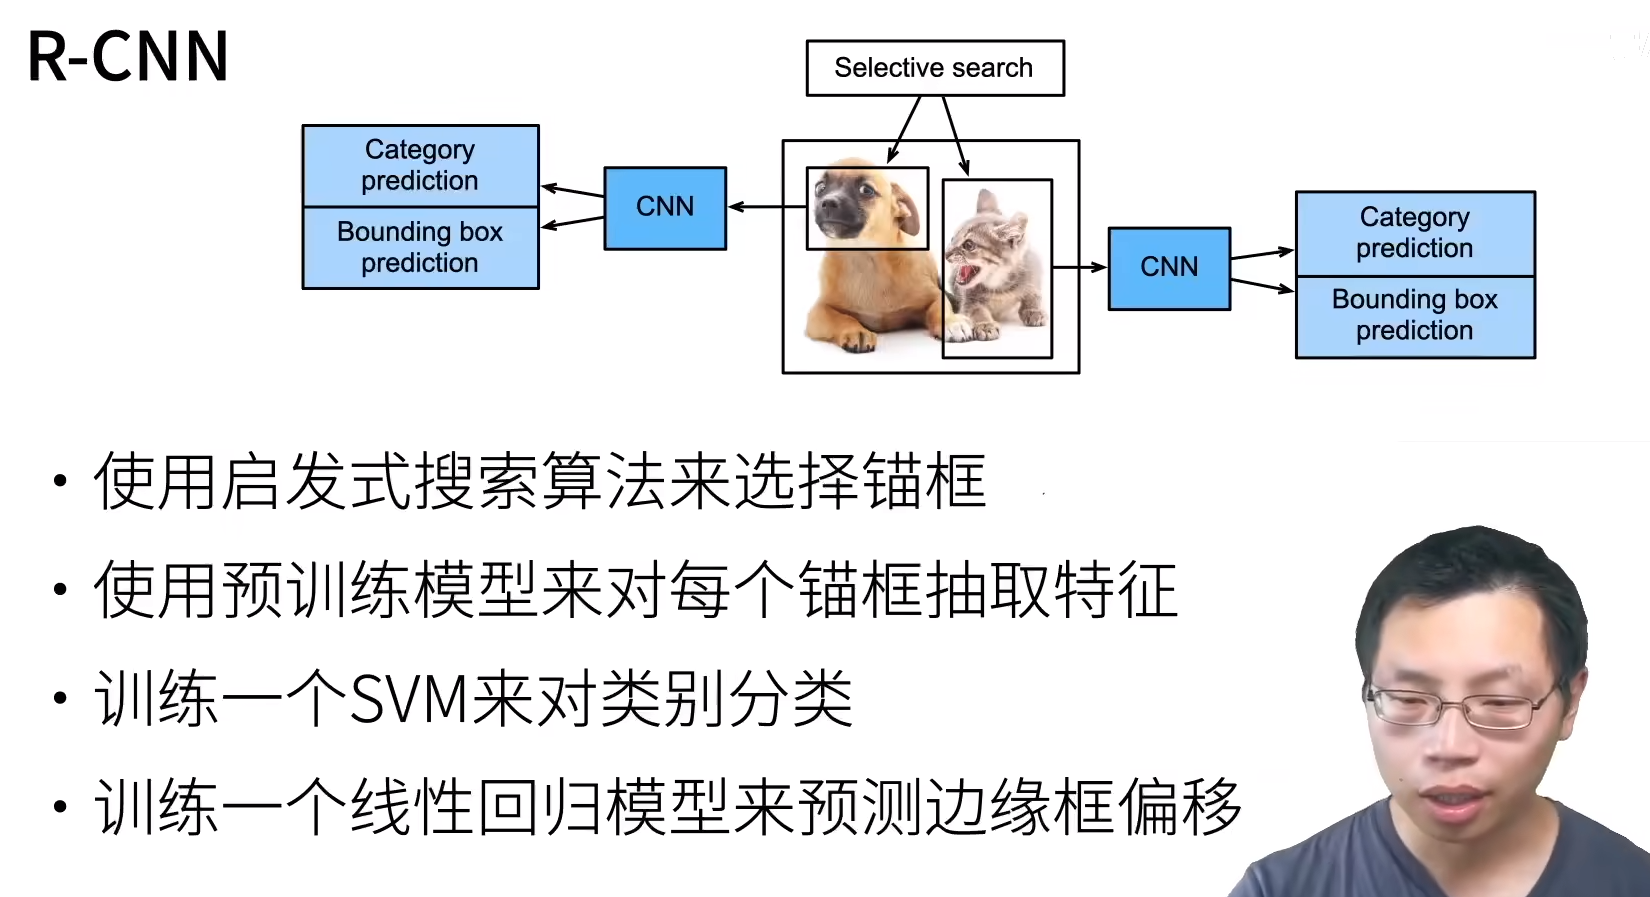 R-CNN
Selective search
Category
prediction
Bounding box
prediction
CNN
CNN
Category
prediction
Bounding box
prediction
• 使用启发式搜索算法来选择锚框
• 使用预训练模型来对每个锚框抽取特征
• 训练一个SVM来对类别分类
• 训练一个线性回归模型来预测边缘框偏移